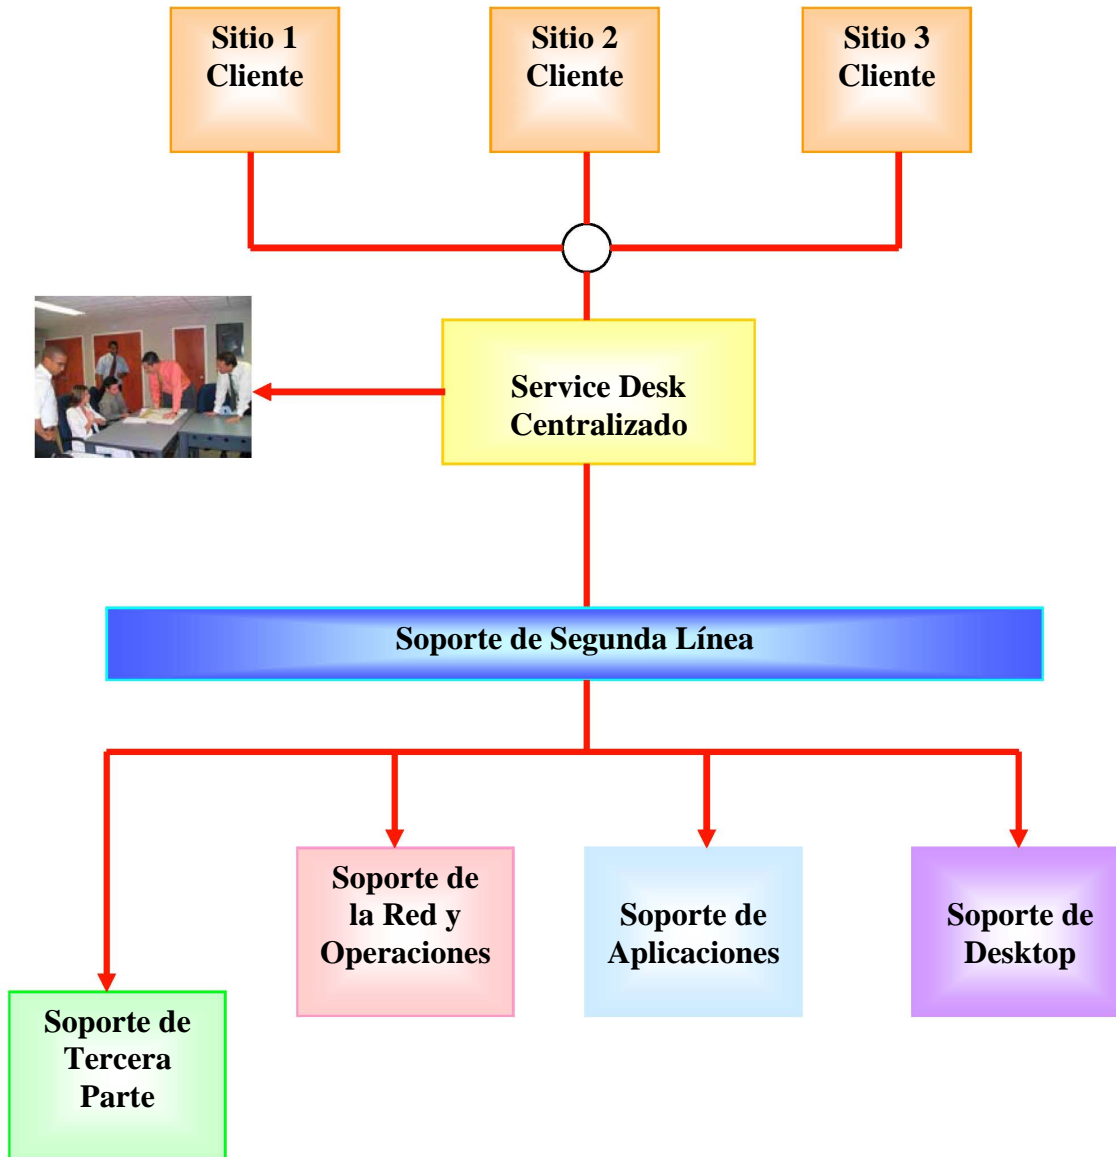 Sitio 1
Cliente
Sitio 2
Cliente
Sitio 3
Cliente
Service Desk
Centralizado
Soporte de Segunda Línea
Soporte de
la Red y
Operaciones
Soporte de
Aplicaciones
Soporte de
Desktop
Soporte de
Tercera
Parte